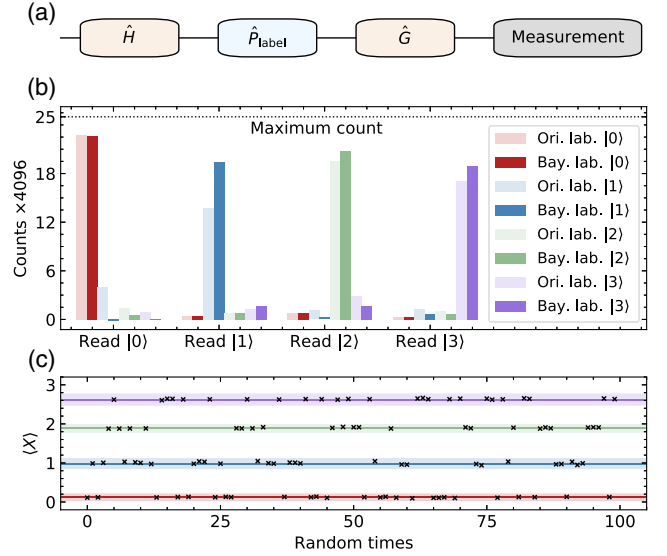 (a)
Ĥ
P̂label
Ĝ
Measurement
(b)
Counts ×4096
25
18
12
6
0
Maximum count
Ori. lab. |0⟩
Bay. lab. |0⟩
Ori. lab. |1⟩
Bay. lab. |1⟩
Ori. lab. |2⟩
Bay. lab. |2⟩
Ori. lab. |3⟩
Bay. lab. |3⟩
Read |0⟩ Read |1⟩ Read |2⟩ Read |3⟩
(c)
⟨X⟩
3
2
1
0
0 25 50 75 100
Random times